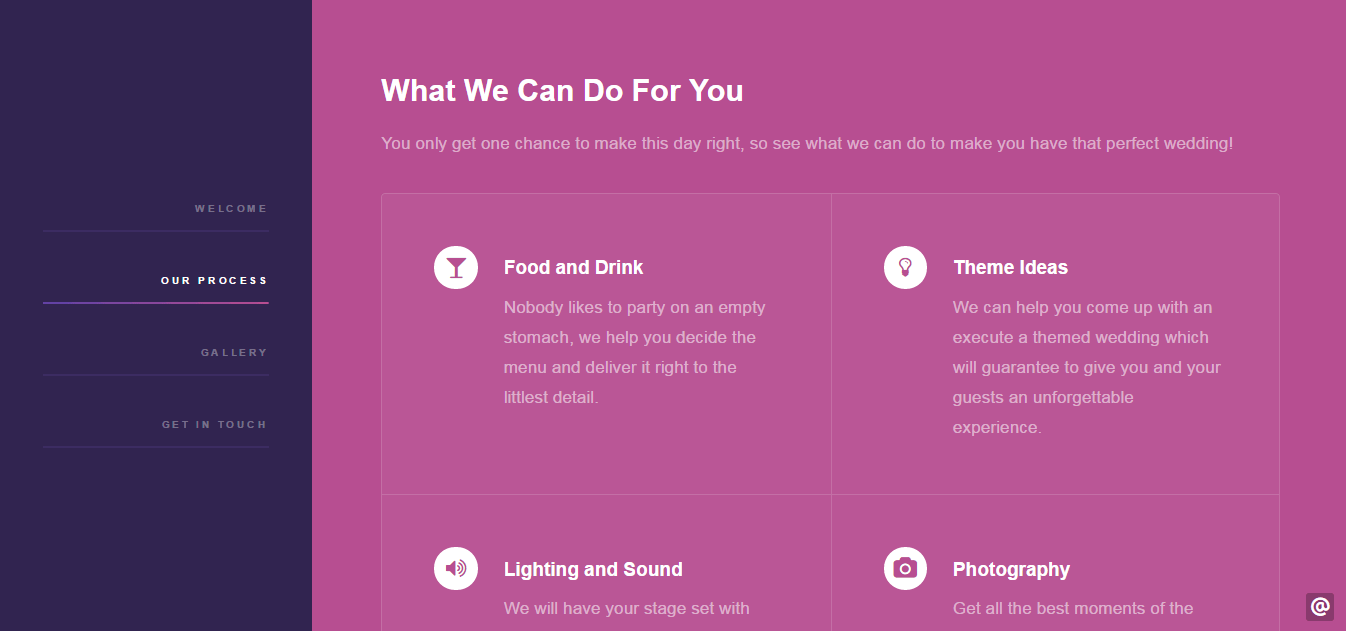 WELCOME
OUR PROCESS
GALLERY
GET IN TOUCH
What We Can Do For You
You only get one chance to make this day right, so see what we can do to make you have that perfect wedding!
Food and Drink
Nobody likes to party on an empty
stomach, we help you decide the
menu and deliver it right to the
littlest detail.
Theme Ideas
We can help you come up with an
execute a themed wedding which
will guarantee to give you and your
guests an unforgettable
experience.
Lighting and Sound
We will have your stage set with
Photography
Get all the best moments of the
@